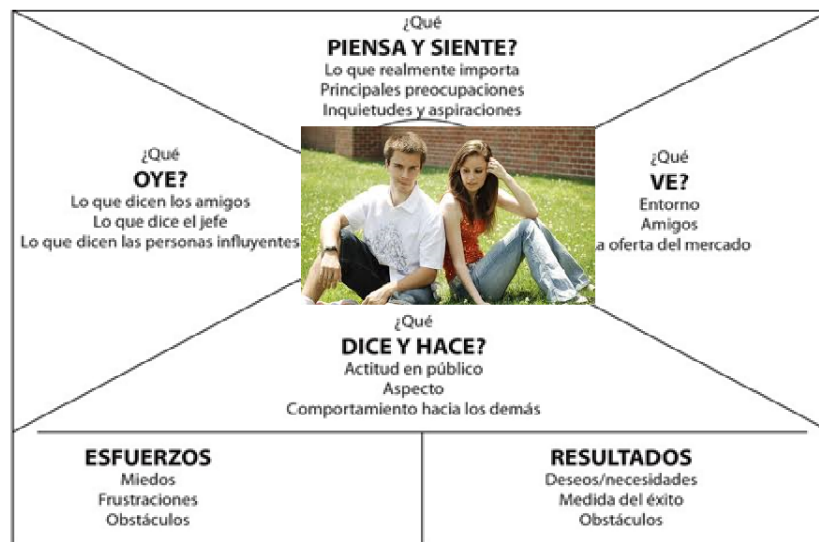 ¿Qué
PIENSA Y SIENTE?
Lo que realmente importa
Principales preocupaciones
Inquietudes y aspiraciones
¿Qué
OYE?
Lo que dicen los amigos
Lo que dice el jefe
Lo que dicen las personas influyentes
¿Qué
VE?
Entorno
Amigos
a oferta del mercado
¿Qué
DICE Y HACE?
Actitud en público
Aspecto
Comportamiento hacia los demás
ESFUERZOS
Miedos
Frustraciones
Obstáculos
RESULTADOS
Deseos/necesidades
Medida del éxito
Obstáculos